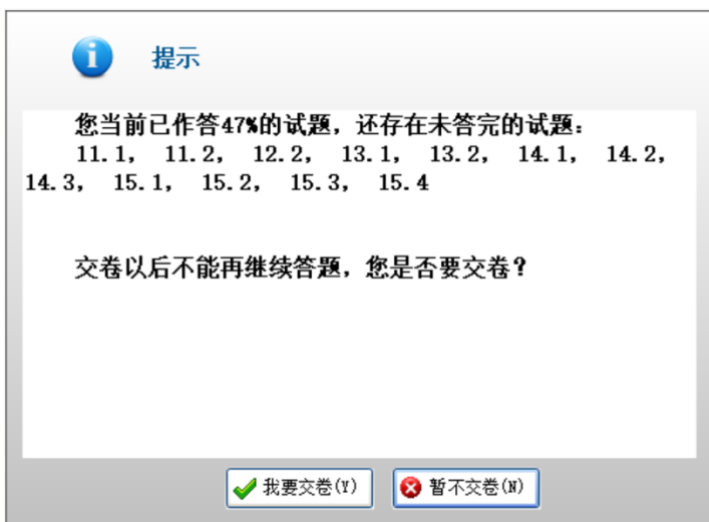 提示
您当前已作答47%的试题，还存在未答完的试题：
11.1， 11.2， 12.2， 13.1， 13.2， 14.1， 14.2，
14.3， 15.1， 15.2， 15.3， 15.4
交卷以后不能再继续答题，您是否要交卷？
我要交卷(Y) 暂不交卷(N)